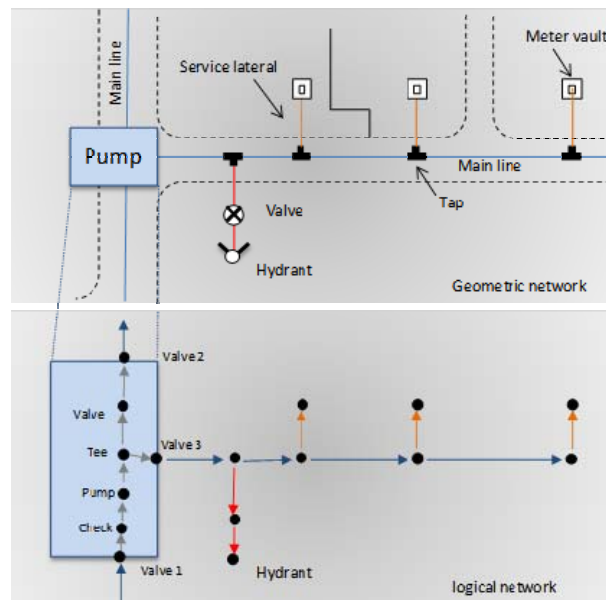 Main line
Service lateral
Meter vault
Pump
Main line
Valve
Tap
Hydrant
Geometric network
Valve 2
Valve
Tee
Valve 3
Pump
Check
Valve 1
Hydrant
logical network